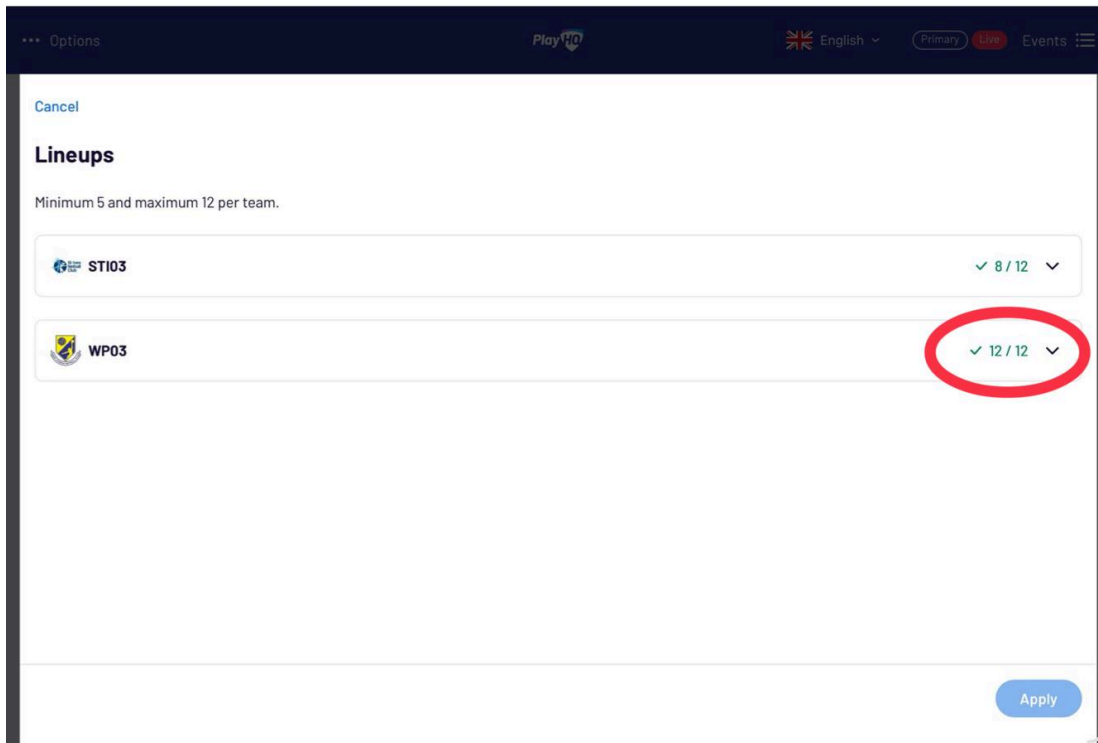 ••• Options
PlayHQ
English
Primary
Live
Events
Cancel
Lineups
Minimum 5 and maximum 12 per team.
STI03
8 / 12
WP03
12 / 12
Apply